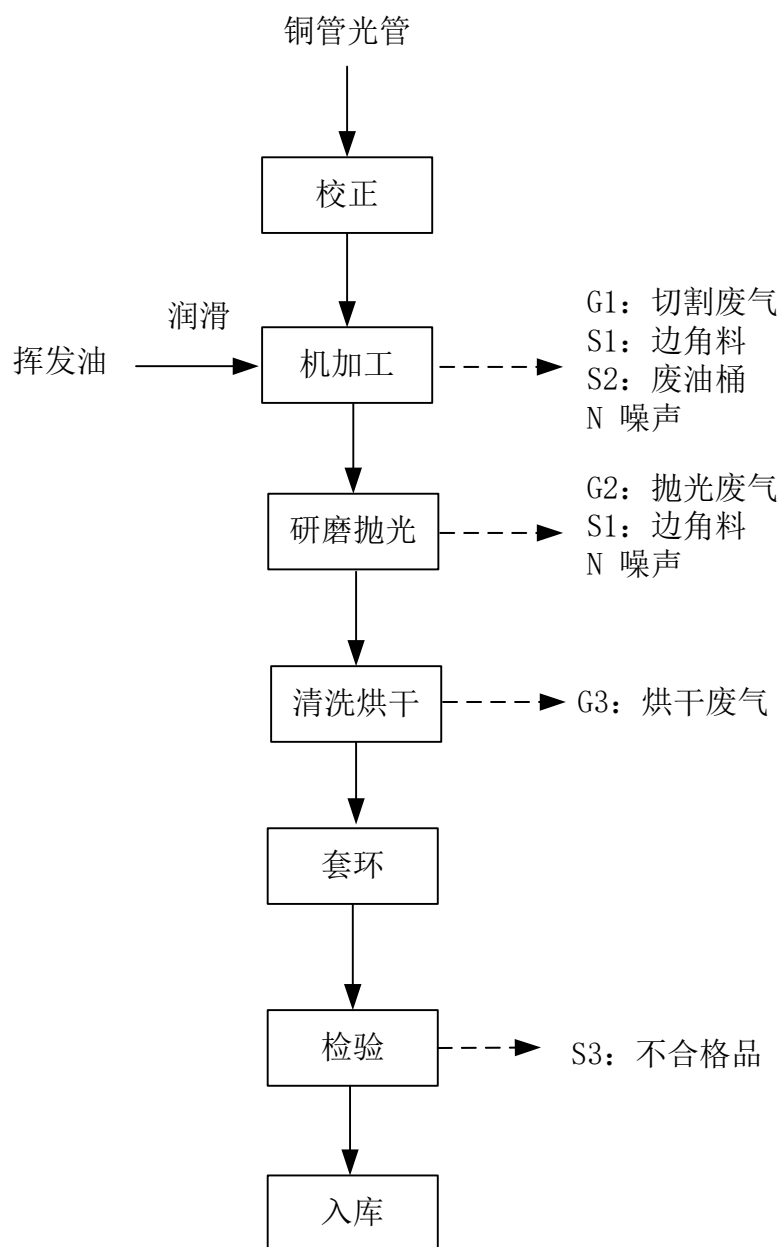 铜管光管
校正
润滑
挥发油
机加工
G1: 切割废气
S1: 边角料
S2: 废油桶
N 噪声
研磨抛光
G2: 抛光废气
S1: 边角料
N 噪声
清洗烘干
G3: 烘干废气
套环
检验
S3: 不合格品
入库